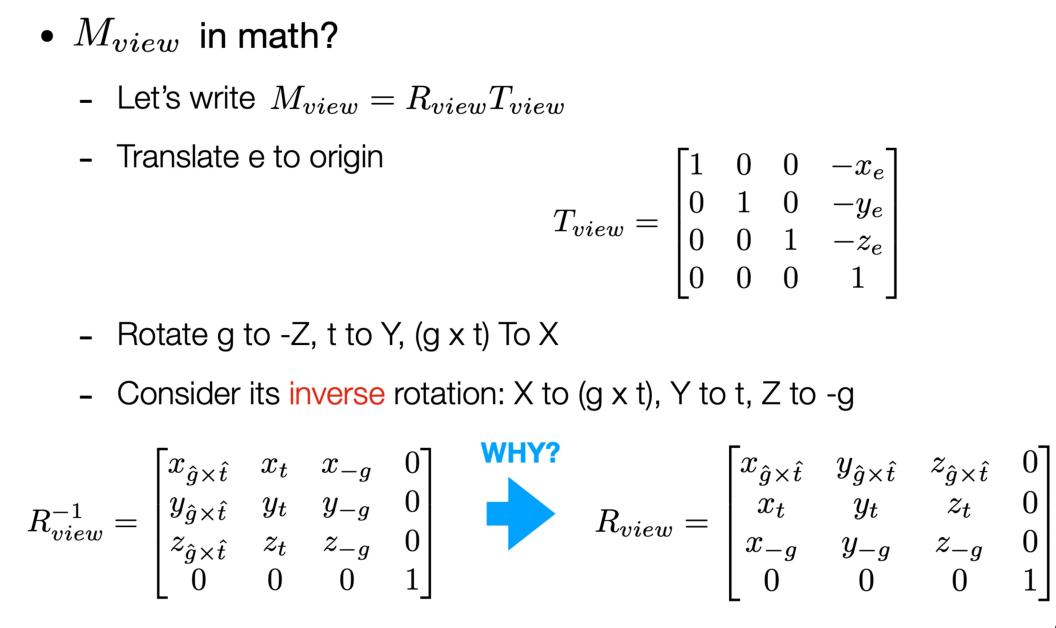 • M_{view} in math?
- Let's write M_{view} = R_{view}T_{view}
- Translate e to origin
T_{view} = \begin{bmatrix} 1 & 0 & 0 & -x_e \\ 0 & 1 & 0 & -y_e \\ 0 & 0 & 1 & -z_e \\ 0 & 0 & 0 & 1 \end{bmatrix}
- Rotate g to -Z, t to Y, (g x t) To X
- Consider its inverse rotation: X to (g x t), Y to t, Z to -g
R_{view}^{-1} = \begin{bmatrix} x_{\hat{g}\times\hat{t}} & x_t & x_{-g} & 0 \\ y_{\hat{g}\times\hat{t}} & y_t & y_{-g} & 0 \\ z_{\hat{g}\times\hat{t}} & z_t & z_{-g} & 0 \\ 0 & 0 & 0 & 1 \end{bmatrix}
WHY?
R_{view} = \begin{bmatrix} x_{\hat{g}\times\hat{t}} & y_{\hat{g}\times\hat{t}} & z_{\hat{g}\times\hat{t}} & 0 \\ x_t & y_t & z_t & 0 \\ x_{-g} & y_{-g} & z_{-g} & 0 \\ 0 & 0 & 0 & 1 \end{bmatrix}